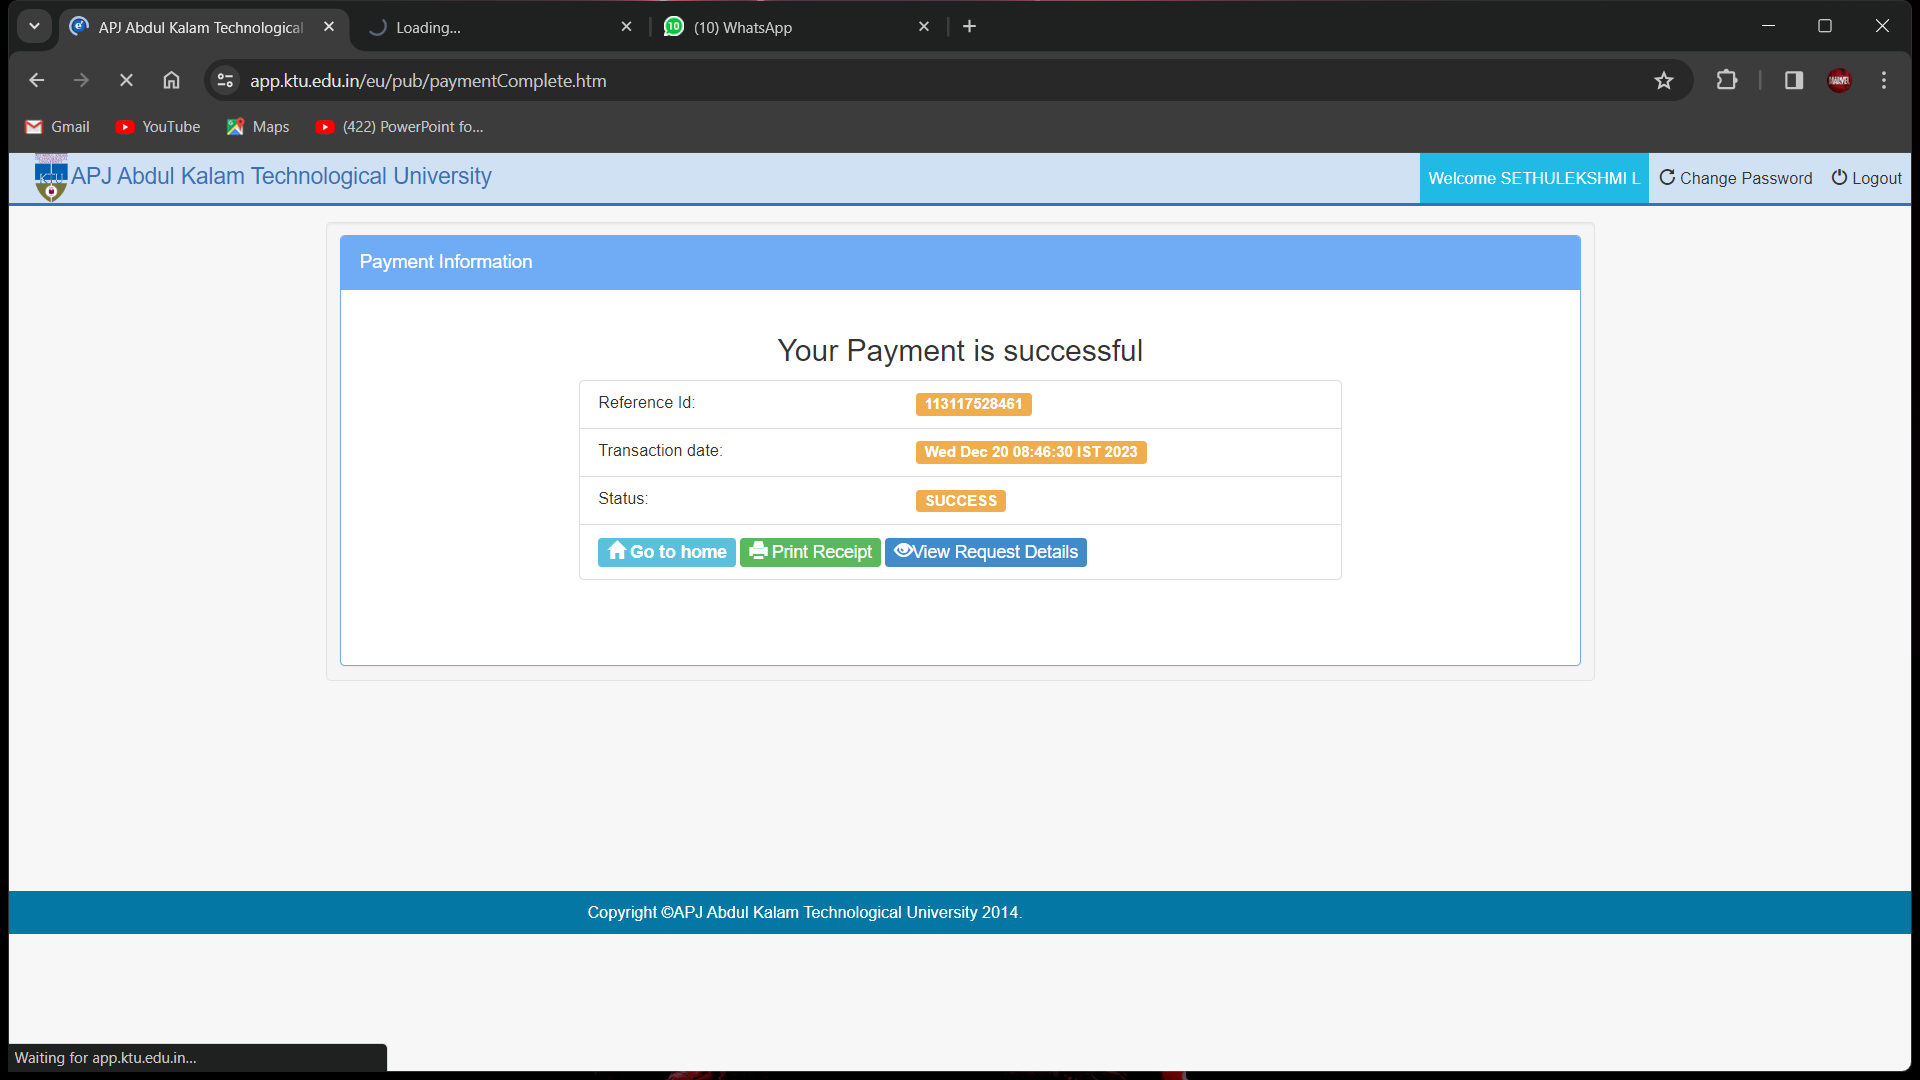 APJ Abdul Kalam Technological
Loading...
(10) WhatsApp
app.ktu.edu.in/eu/pub/paymentComplete.htm
Gmail
YouTube
Maps
(422) PowerPoint fo...
KTU
APJ Abdul Kalam Technological University
Welcome SETHULEKSHMI L
Change Password
Logout
Payment Information
Your Payment is successful
Reference Id: 113117528461
Transaction date: Wed Dec 20 08:46:30 IST 2023
Status: SUCCESS
Go to home
Print Receipt
View Request Details
Copyright ©APJ Abdul Kalam Technological University 2014.
Waiting for app.ktu.edu.in...